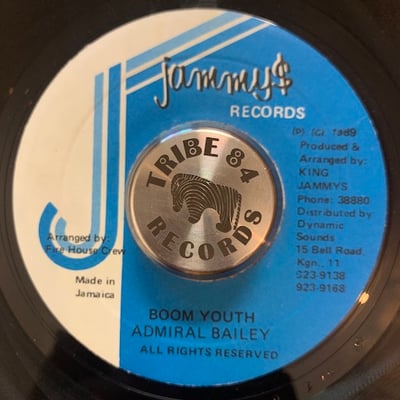 jammy$
RECORDS
(P). (C). 1989
Produced &
Arranged by:
KING
JAMMYS
Phone: 38880
Distributed by:
Dynamic
Sounds
15 Bell Road
Kgn., 11
923-9138
923-9168
TRIBE 84
RECORDS
Arranged by:
Fire House Crew
Made in
Jamaica
BOOM YOUTH
ADMIRAL BAILEY
ALL RIGHTS RESERVED